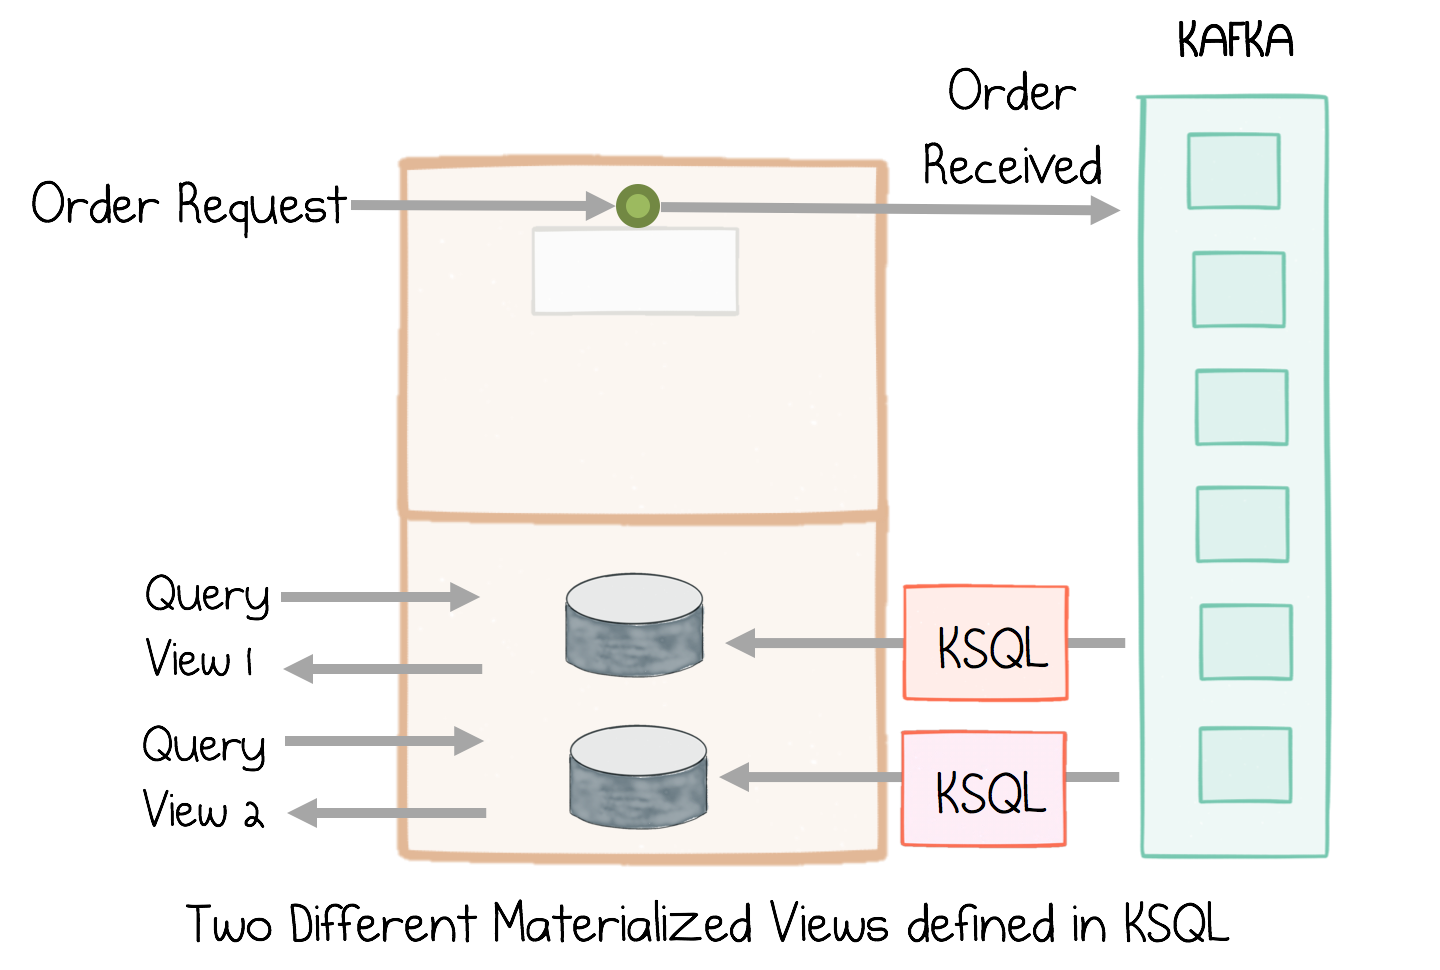 KAFKA
Order
Received
Order Request
Query
View 1
KSQL
Query
View 2
KSQL
Two Different Materialized Views defined in KSQL